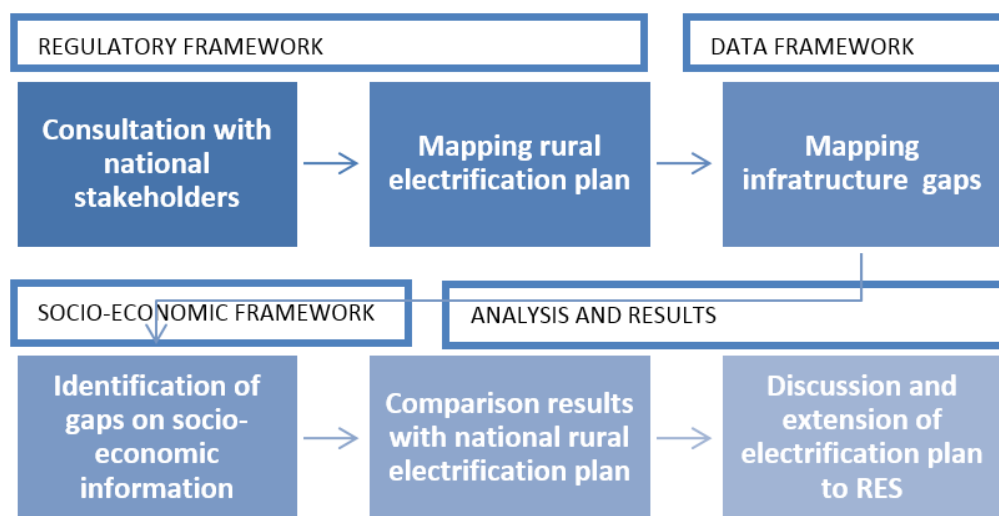 REGULATORY FRAMEWORK
DATA FRAMEWORK
Consultation with
national
stakeholders
Mapping rural
electrification plan
Mapping
infratructure gaps
SOCIO-ECONOMIC FRAMEWORK
ANALYSIS AND RESULTS
Identification of
gaps on socio-
economic
information
Comparison results
with national rural
electrification plan
Discussion and
extension of
electrification plan
to RES